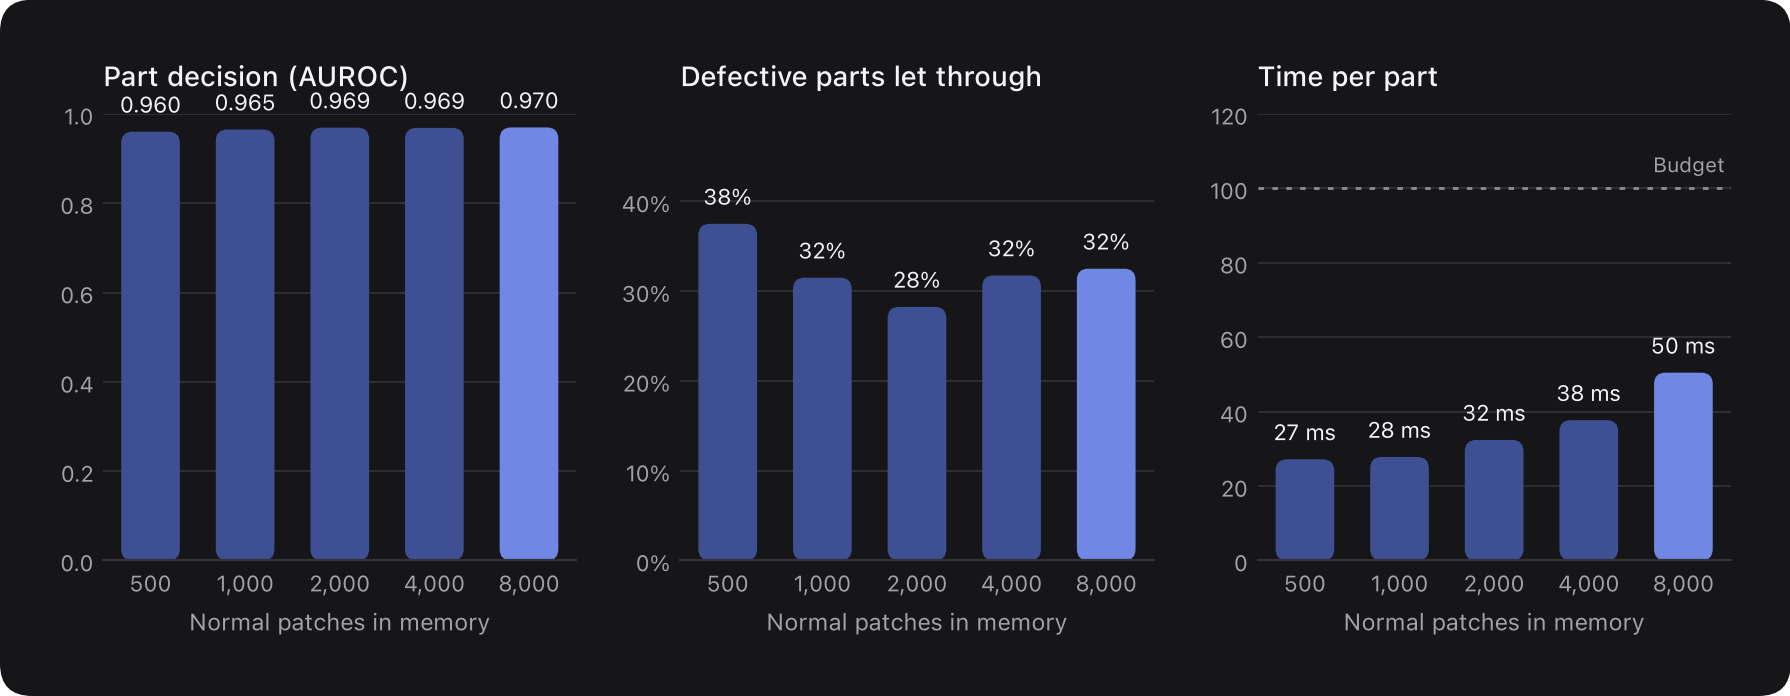 Part decision (AUROC)
0.960 0.965 0.969 0.969 0.970
1.0
0.8
0.6
0.4
0.2
0.0
500 1,000 2,000 4,000 8,000
Normal patches in memory
Defective parts let through
38% 32% 28% 32% 32%
40%
30%
20%
10%
0%
500 1,000 2,000 4,000 8,000
Normal patches in memory
Time per part
120
Budget
100
80
60
40
20
0
27 ms 28 ms 32 ms 38 ms 50 ms
500 1,000 2,000 4,000 8,000
Normal patches in memory